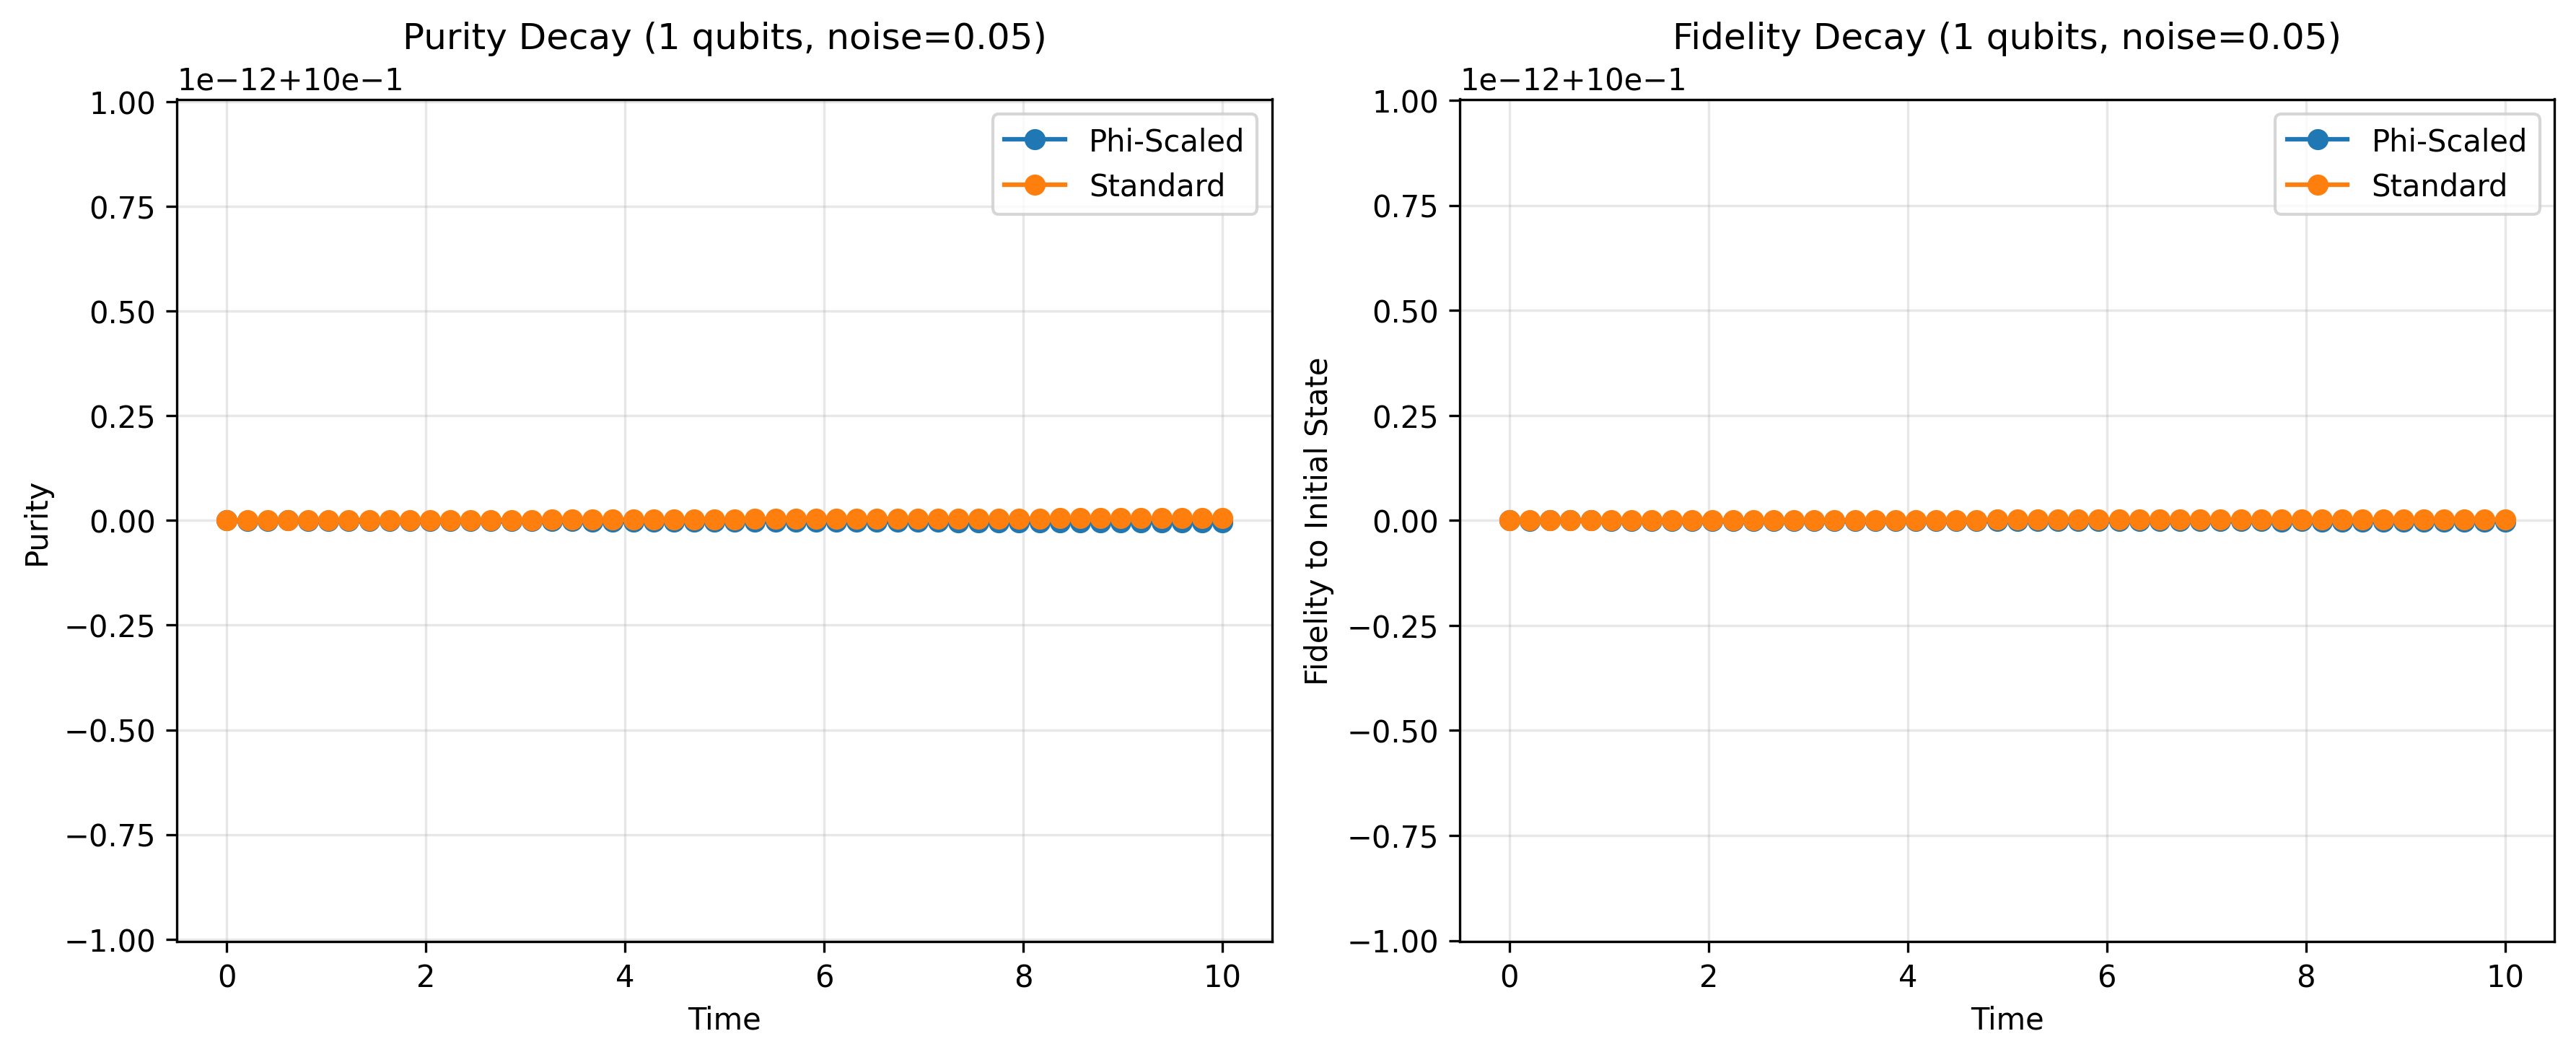 Purity Decay (1 qubits, noise=0.05)
1e−12+10e−1
1.00
0.75
0.50
0.25
0.00
−0.25
−0.50
−0.75
−1.00
Purity
Phi-Scaled
Standard
0 2 4 6 8 10
Time
Fidelity Decay (1 qubits, noise=0.05)
1e−12+10e−1
1.00
0.75
0.50
0.25
0.00
−0.25
−0.50
−0.75
−1.00
Fidelity to Initial State
Phi-Scaled
Standard
0 2 4 6 8 10
Time